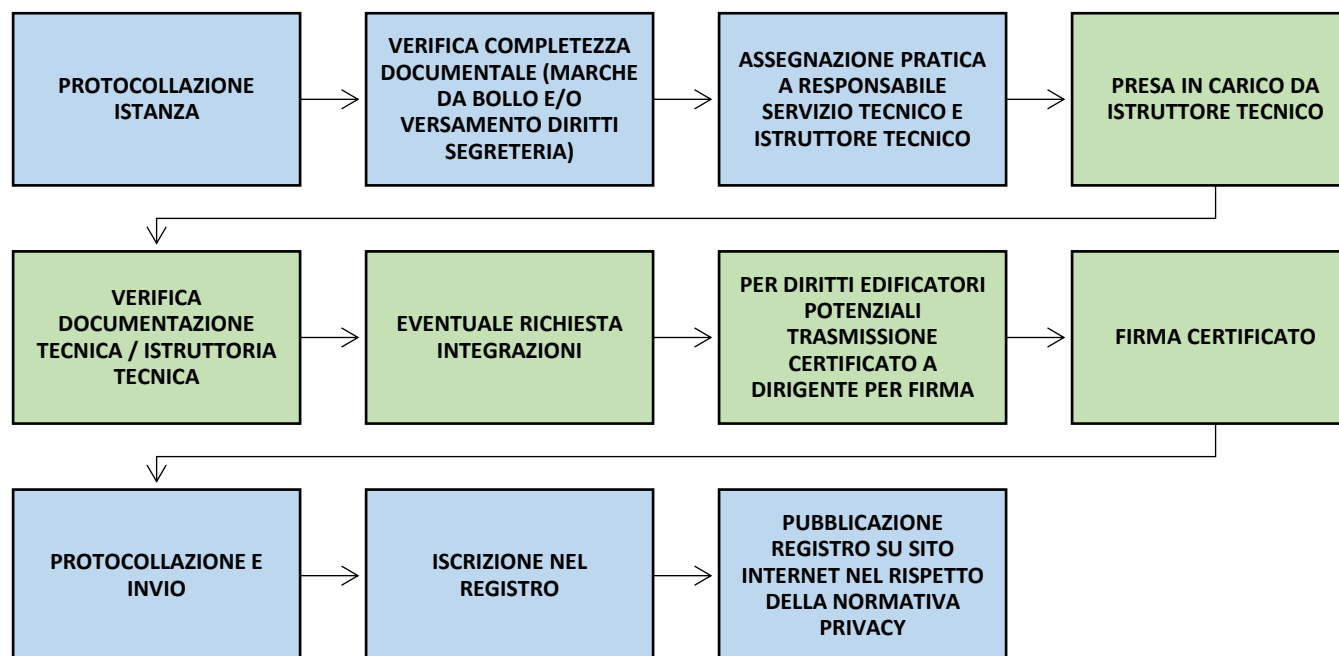 PROTOCOLLAZIONE
ISTANZA
VERIFICA COMPLETEZZA
DOCUMENTALE (MARCHE
DA BOLLO E/O
VERSAMENTO DIRITTI
SEGRETERIA)
ASSEGNAZIONE PRATICA
A RESPONSABILE
SERVIZIO TECNICO E
ISTRUTTORE TECNICO
PRESA IN CARICO DA
ISTRUTTORE TECNICO
VERIFICA
DOCUMENTAZIONE
TECNICA / ISTRUTTORIA
TECNICA
EVENTUALE RICHIESTA
INTEGRAZIONI
PER DIRITTI EDIFICATORI
POTENZIALI
TRASMISSIONE
CERTIFICATO A
DIRIGENTE PER FIRMA
FIRMA CERTIFICATO
PROTOCOLLAZIONE E
INVIO
ISCRIZIONE NEL
REGISTRO
PUBBLICAZIONE
REGISTRO SU SITO
INTERNET NEL RISPETTO
DELLA NORMATIVA
PRIVACY